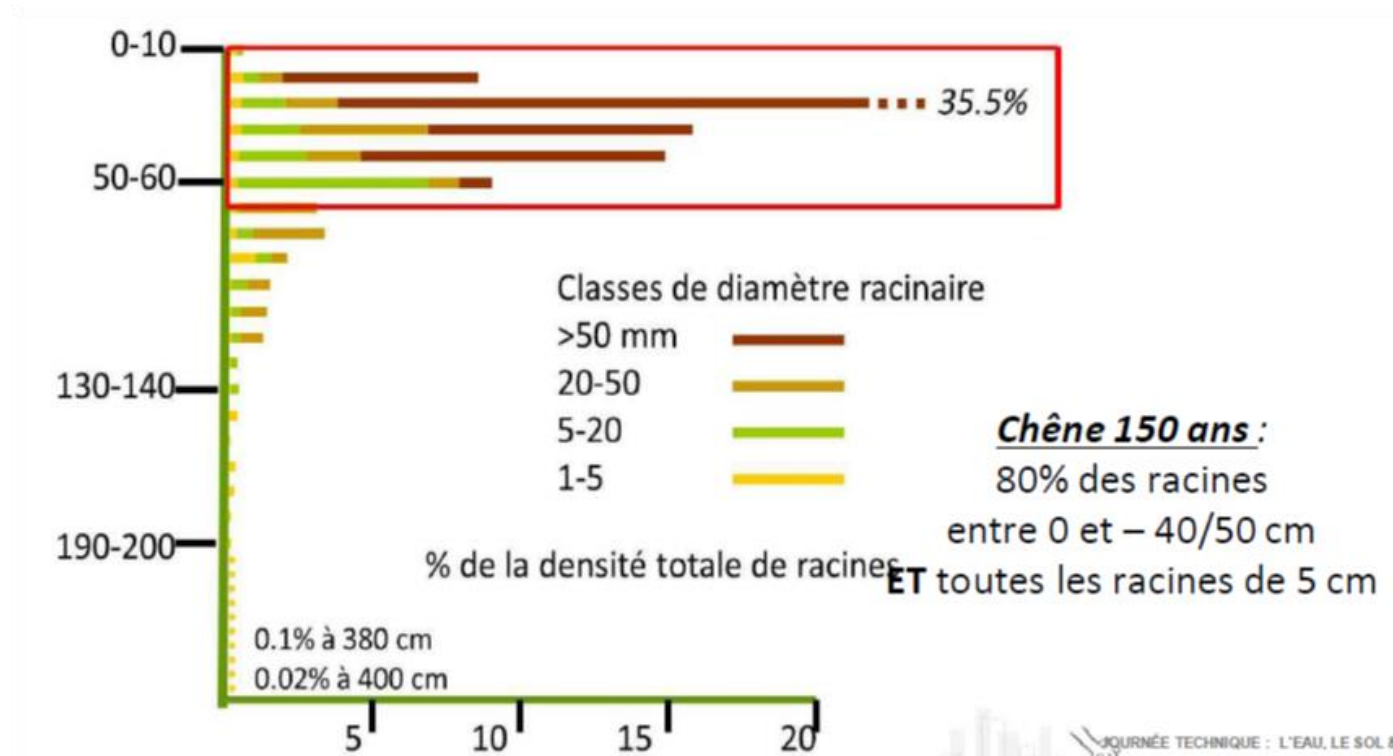 0-10
35.5%
50-60
Classes de diamètre racinaire
>50 mm
20-50
5-20
1-5
130-140
190-200
Chêne 150 ans :
80% des racines
entre 0 et – 40/50 cm
ET toutes les racines de 5 cm
% de la densité totale de racines
0.1% à 380 cm
0.02% à 400 cm
5 10 15 20
JOURNÉE TECHNIQUE : L'EAU, LE SOL &